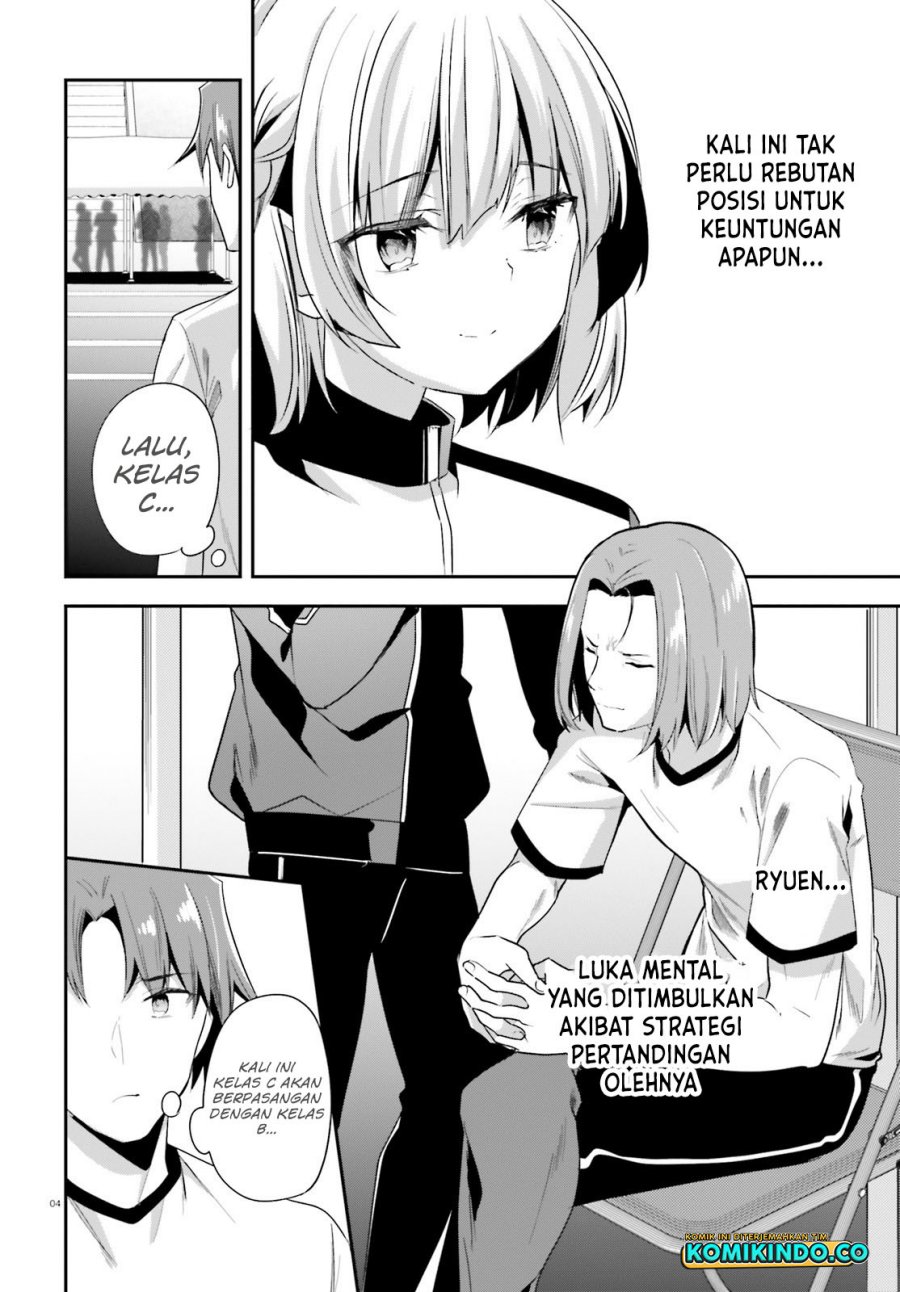 KALI INI TAK
PERLU REBUTAN
POSISI UNTUK
KEUNTUNGAN
APAPUN...
LALU,
KELAS
C...
RYUEN...
LUKA MENTAL
YANG DITIMBULKAN
AKIBAT STRATEGI
PERTANDINGAN
OLEHNYA
KALI INI
KELAS C AKAN
BERPASANGAN
DENGAN KELAS
B...
04
KOMIK INI DITERJEMAHKAN TIM
KOMIKINDO.CO